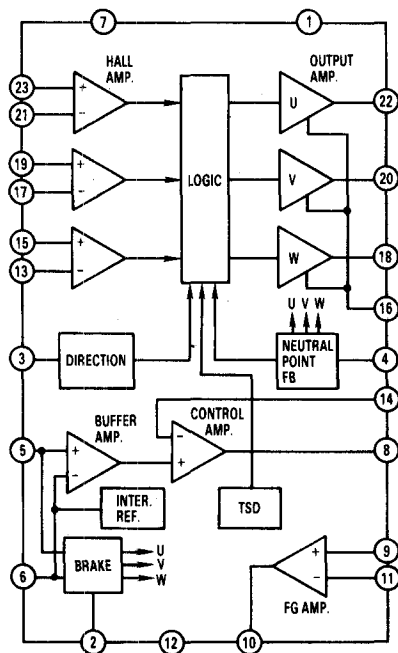 7
1
HALL
AMP.
OUTPUT
AMP.
23
+
-
21
U
22
19
+
-
17
LOGIC
V
20
15
+
-
13
W
18
16
U V W
3
DIRECTION
NEUTRAL
POINT
FB
4
14
BUFFER
AMP.
CONTROL
AMP.
5
+
-
-
+
8
INTER.
REF.
TSD
9
+
-
11
6
BRAKE
U
V
W
FG AMP.
2
12
10